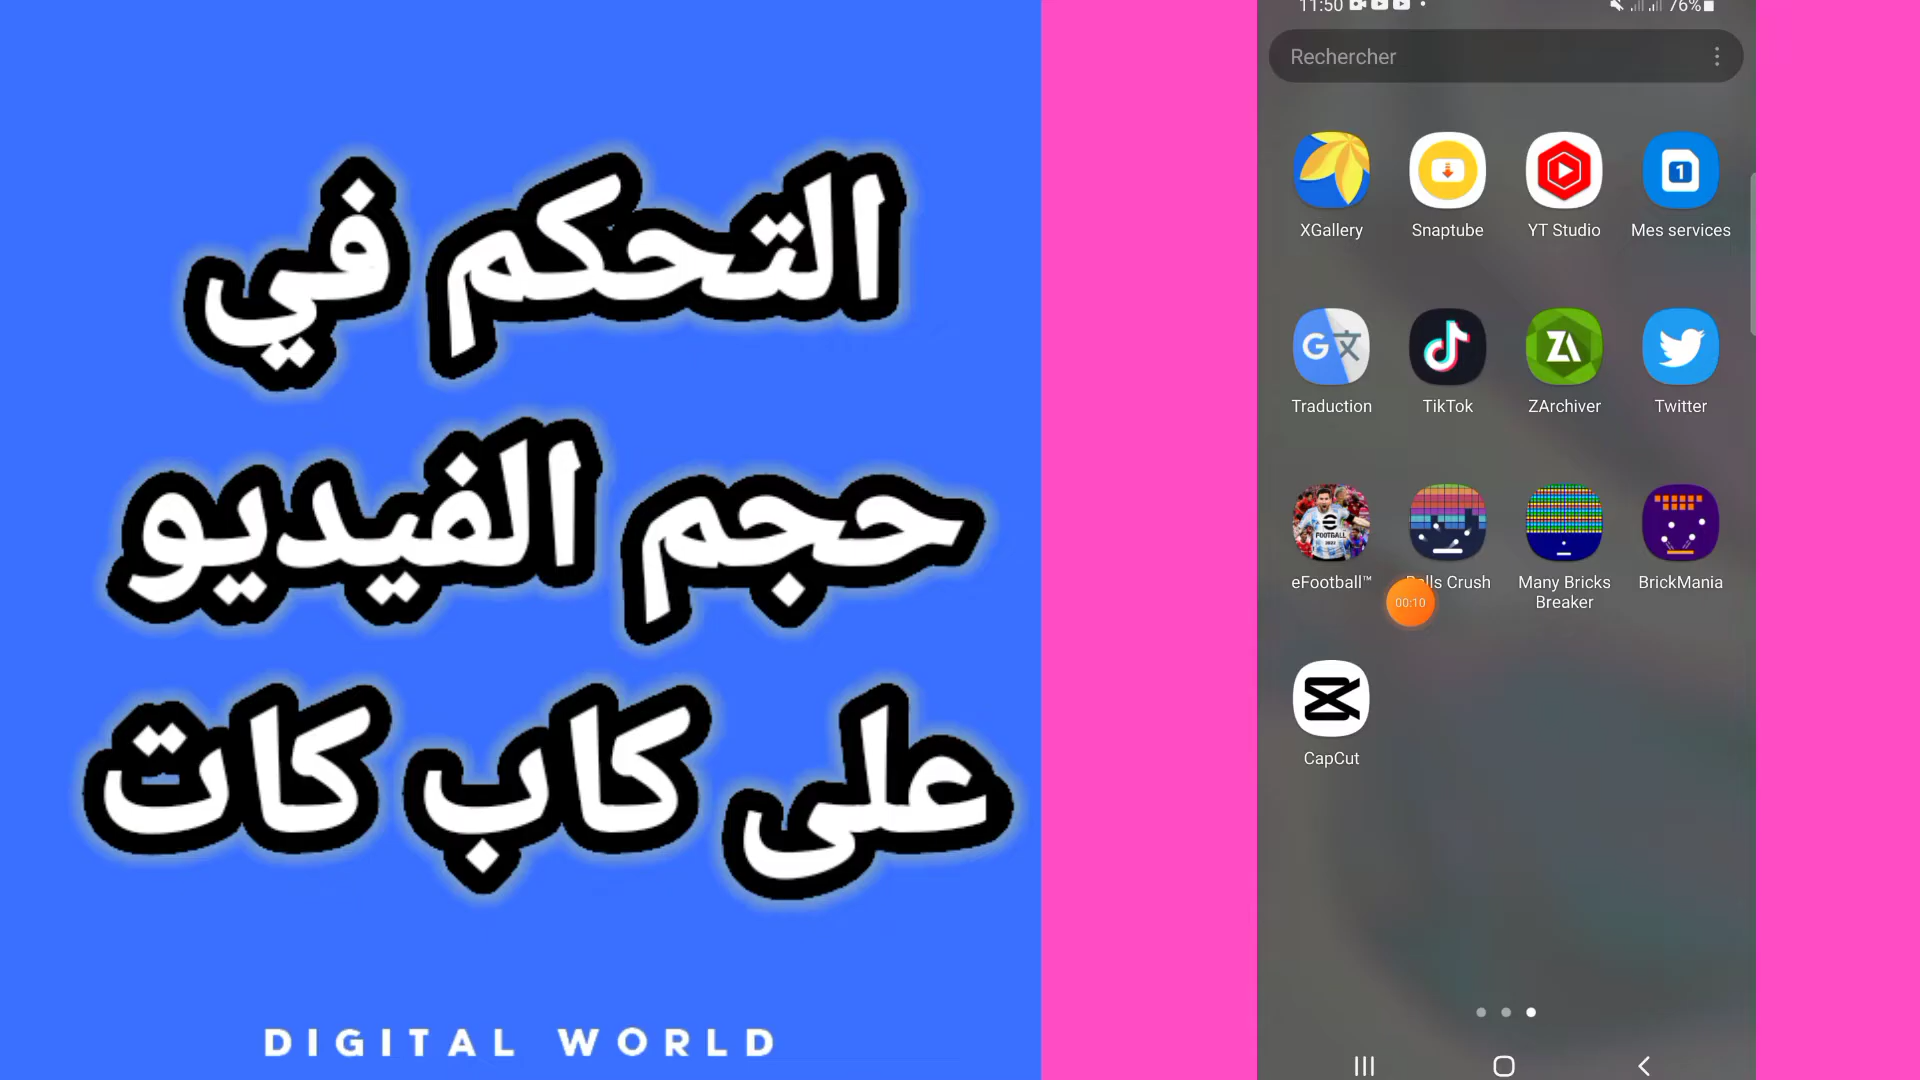 التحكم في
حجم الفيديو
على كاب كات
DIGITAL WORLD
11:50
76%
Rechercher
XGallery
Snaptube
YT Studio
Mes services
Traduction
TikTok
ZArchiver
Twitter
eFootball™
Balls Crush
Many Bricks Breaker
BrickMania
00:10
CapCut